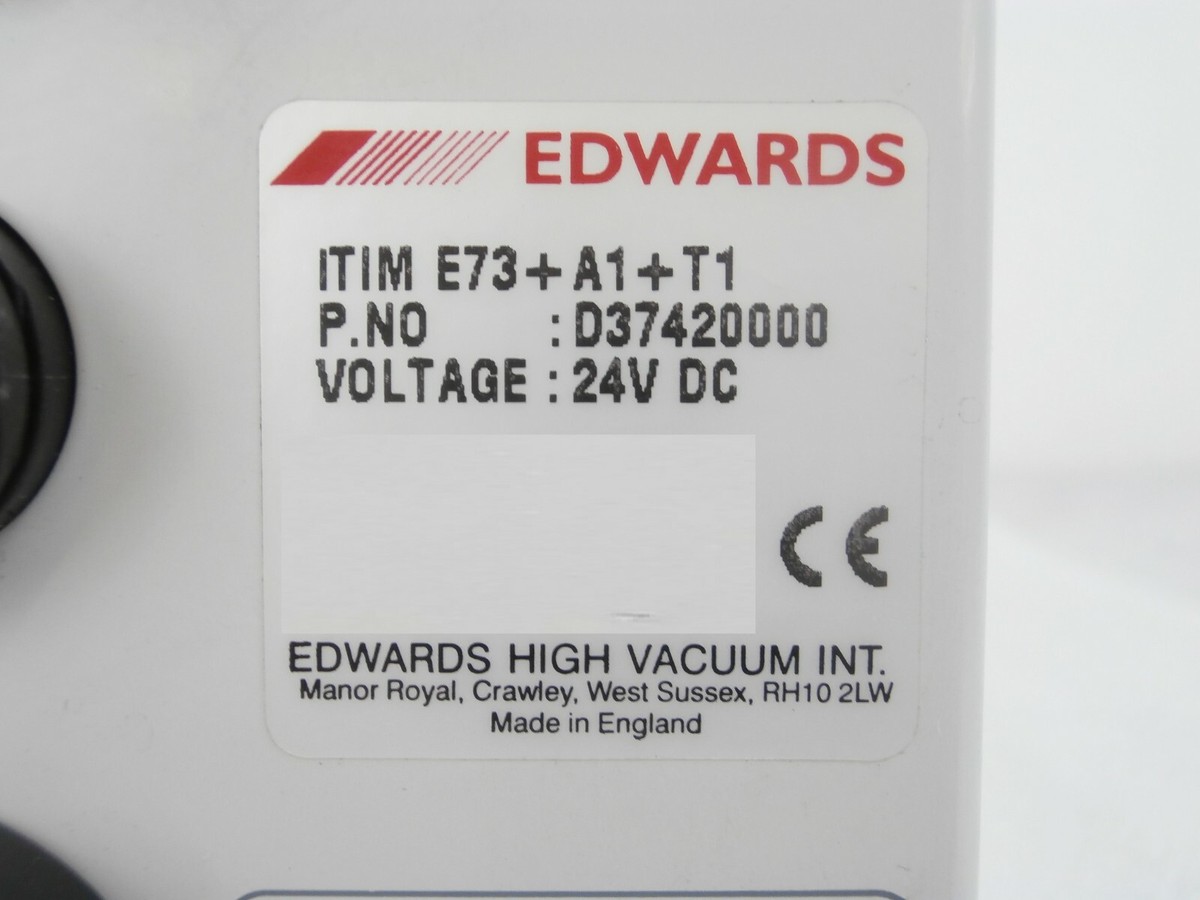 EDWARDS
ITIM E73+A1+T1
P.NO : D37420000
VOLTAGE : 24V DC
CE
EDWARDS HIGH VACUUM INT.
Manor Royal, Crawley, West Sussex, RH10 2LW
Made in England